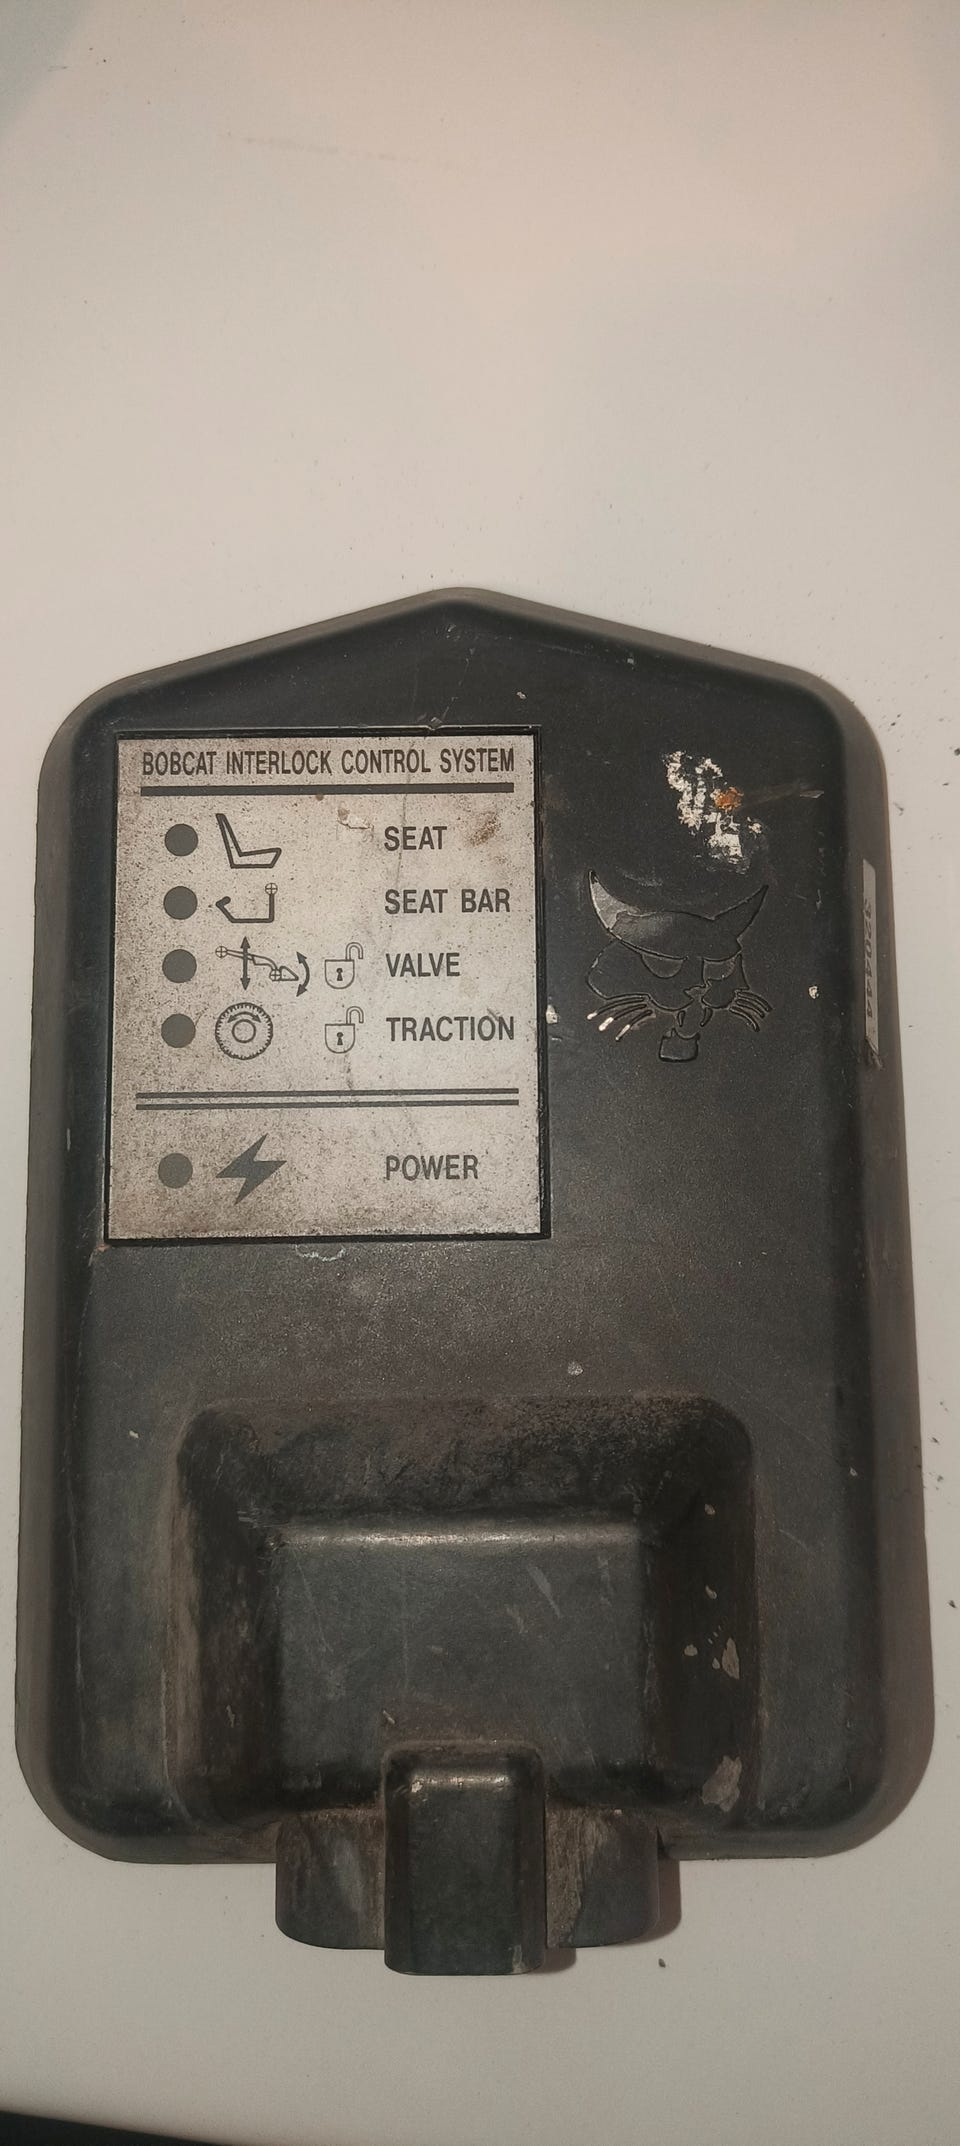 BOBCAT INTERLOCK CONTROL SYSTEM
SEAT
SEAT BAR
VALVE
TRACTION
POWER